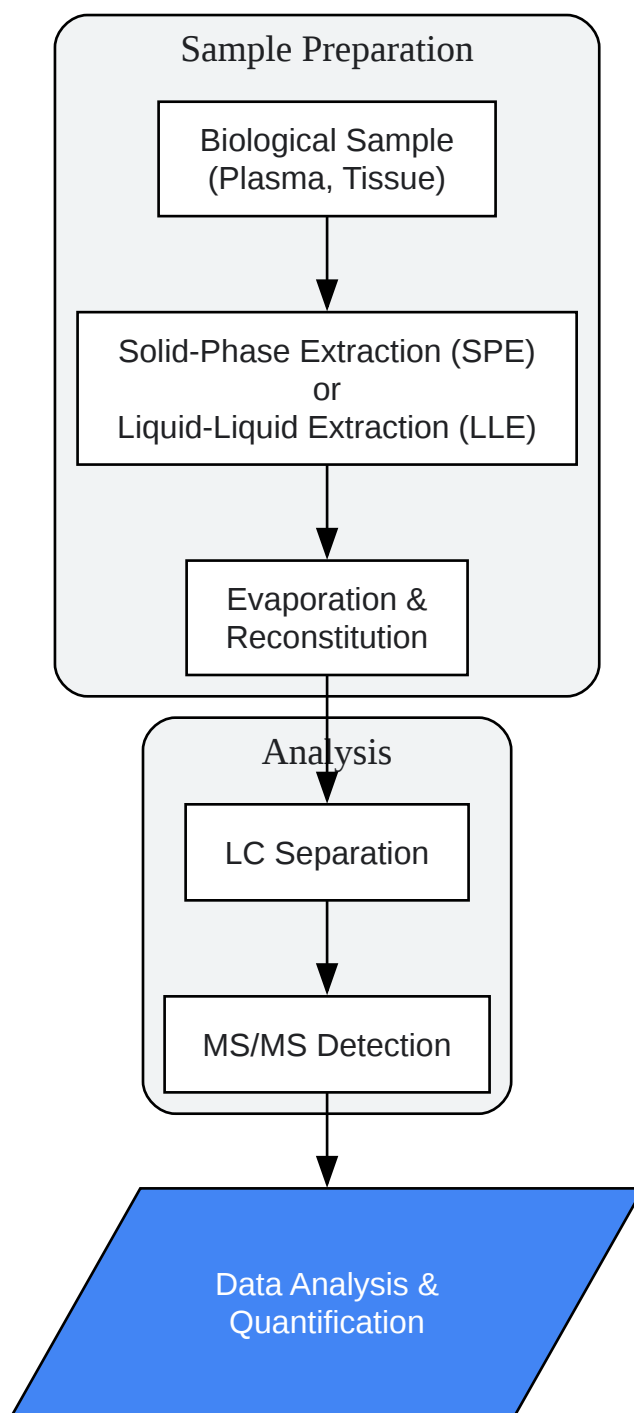 Sample Preparation
Biological Sample
(Plasma, Tissue)
Solid-Phase Extraction (SPE)
or
Liquid-Liquid Extraction (LLE)
Evaporation &
Reconstitution
Analysis
LC Separation
MS/MS Detection
Data Analysis &
Quantification